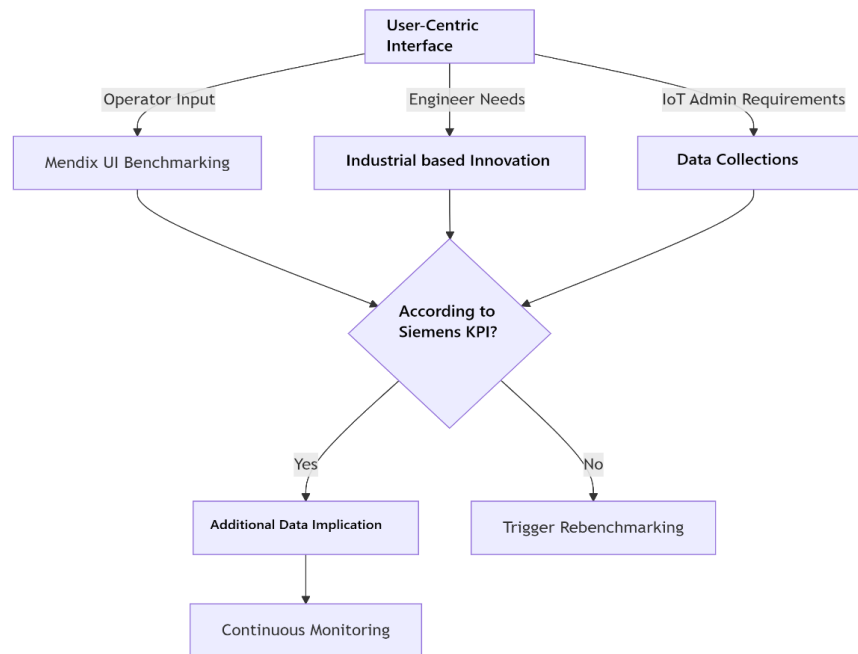 User-Centric
Interface
Operator Input
Engineer Needs
IoT Admin Requirements
Mendix UI Benchmarking
Industrial based Innovation
Data Collections
According to
Siemens KPI?
Yes
No
Additional Data Implication
Trigger Rebenchmarking
Continuous Monitoring